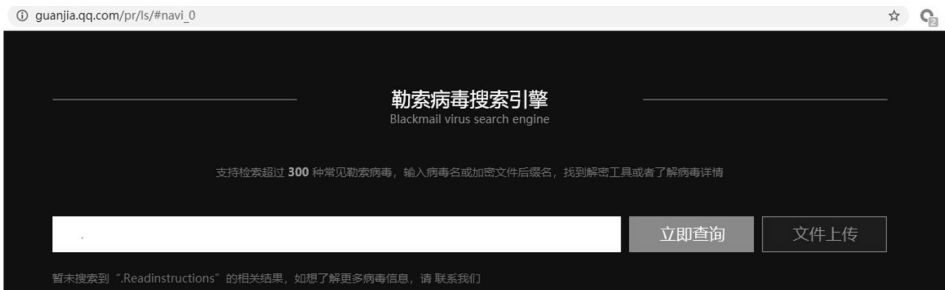 guanjia.qq.com/pr/ls/#navi_0
2
勒索病毒搜索引擎
Blackmail virus search engine
支持检索超过 300 种常见勒索病毒，输入病毒名或加密文件后缀名，找到解密工具或者了解病毒详情
.
立即查询
文件上传
暂未搜索到 “.Readinstructions” 的相关结果，如想了解更多病毒信息，请 联系我们